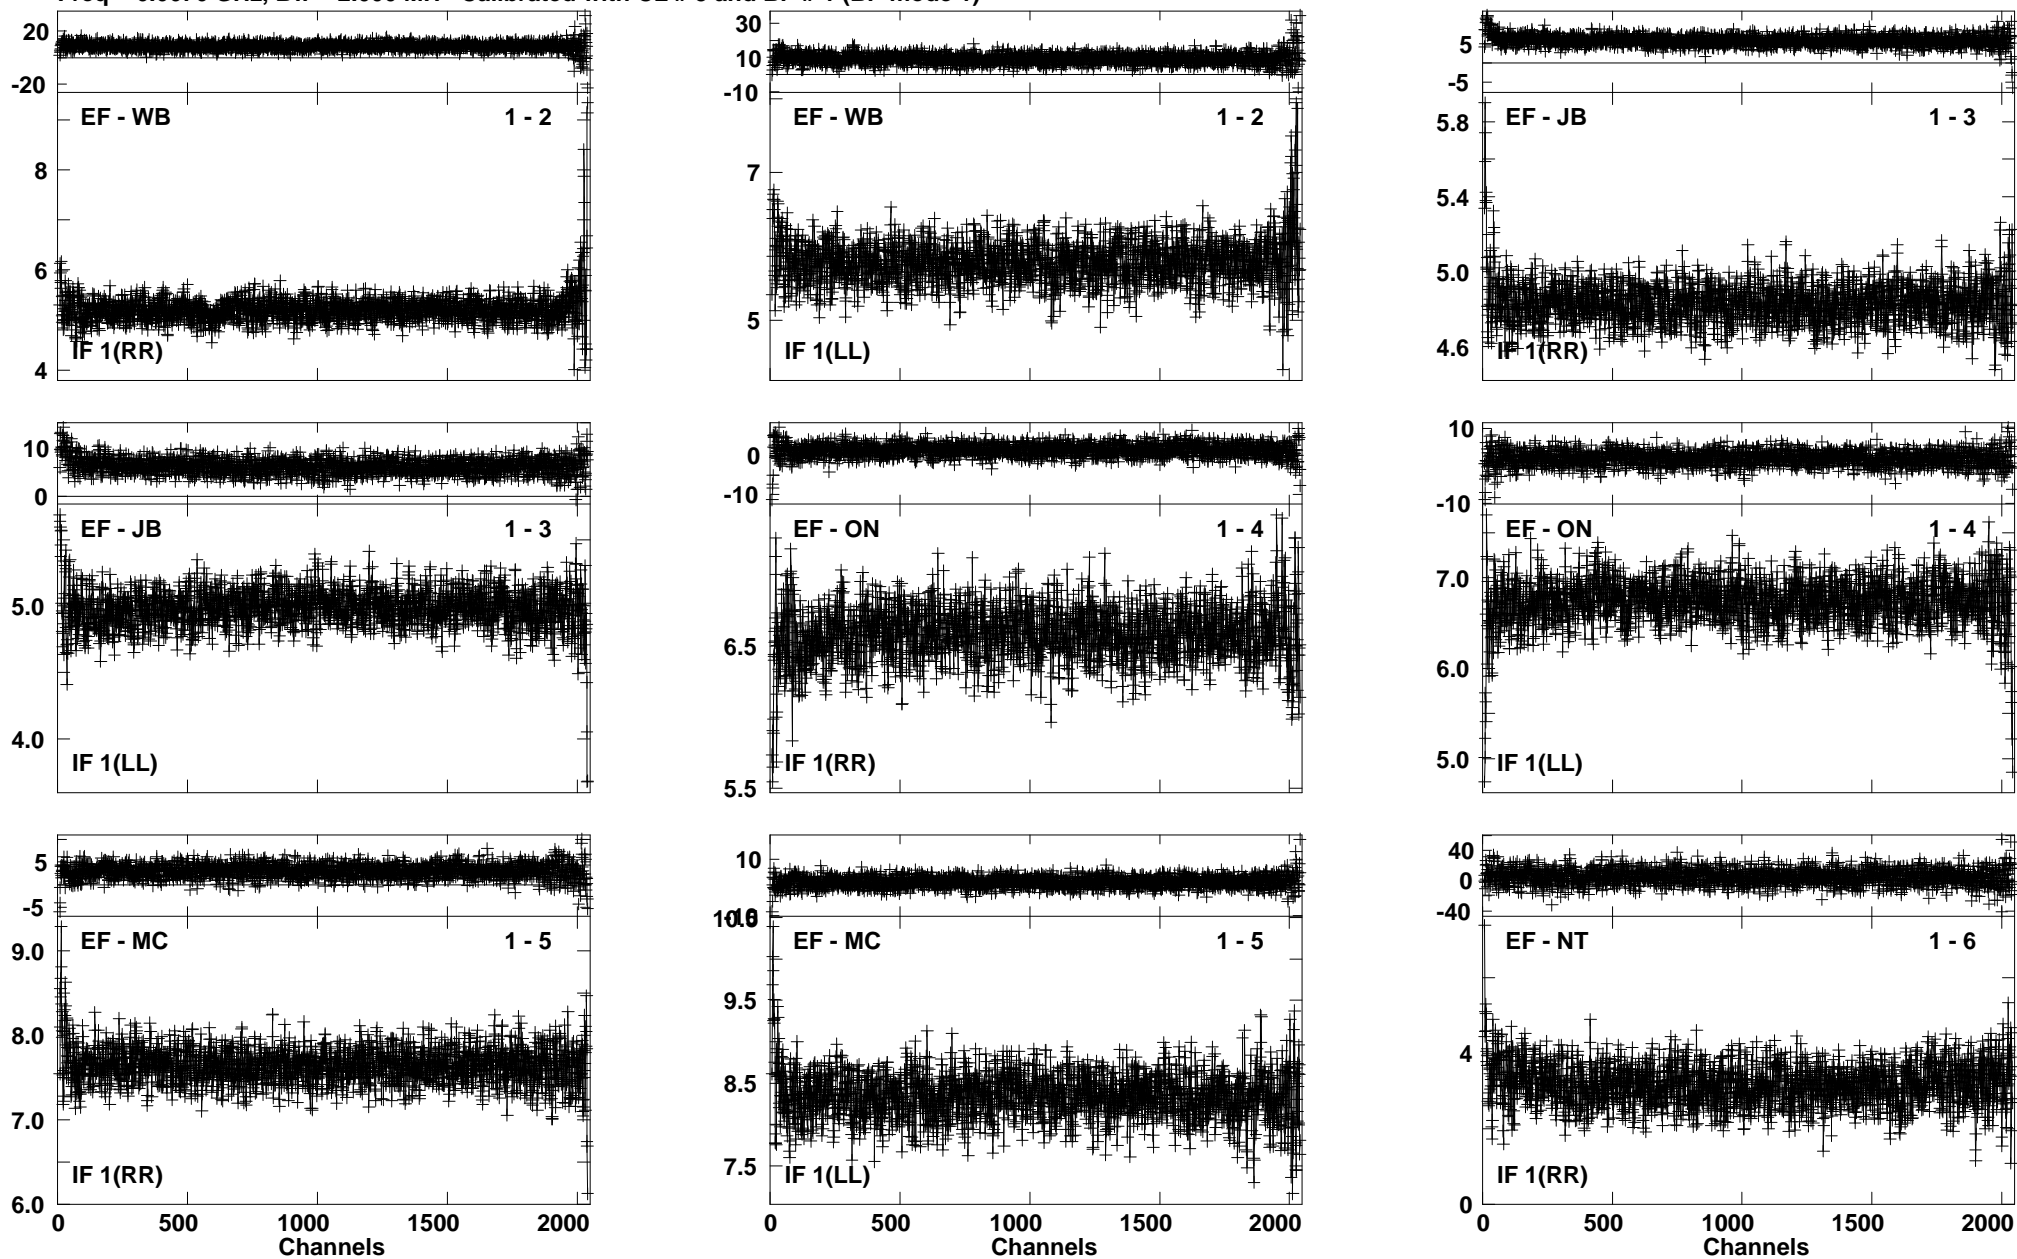 20
-20
EF - WB 1 - 2
8
6
4
IF 1(RR)
30
10
-10
EF - WB 1 - 2
7
5
IF 1(LL)
5
-5
EF - JB 1 - 3
5.8
5.4
5.0
4.6
IF 1(RR)
10
0
EF - JB 1 - 3
5.0
4.0
IF 1(LL)
0
-10
EF - ON 1 - 4
6.5
5.5
IF 1(RR)
10
-10
EF - ON 1 - 4
7.0
6.0
5.0
IF 1(LL)
5
-5
EF - MC 1 - 5
9.0
8.0
7.0
6.0
IF 1(RR)
0 500 1000 1500 2000
Channels
10
EF - MC 1 - 5
9.5
8.5
7.5
IF 1(LL)
0 500 1000 1500 2000
Channels
40
0
-40
EF - NT 1 - 6
4
2
0
IF 1(RR)
0 500 1000 1500 2000
Channels